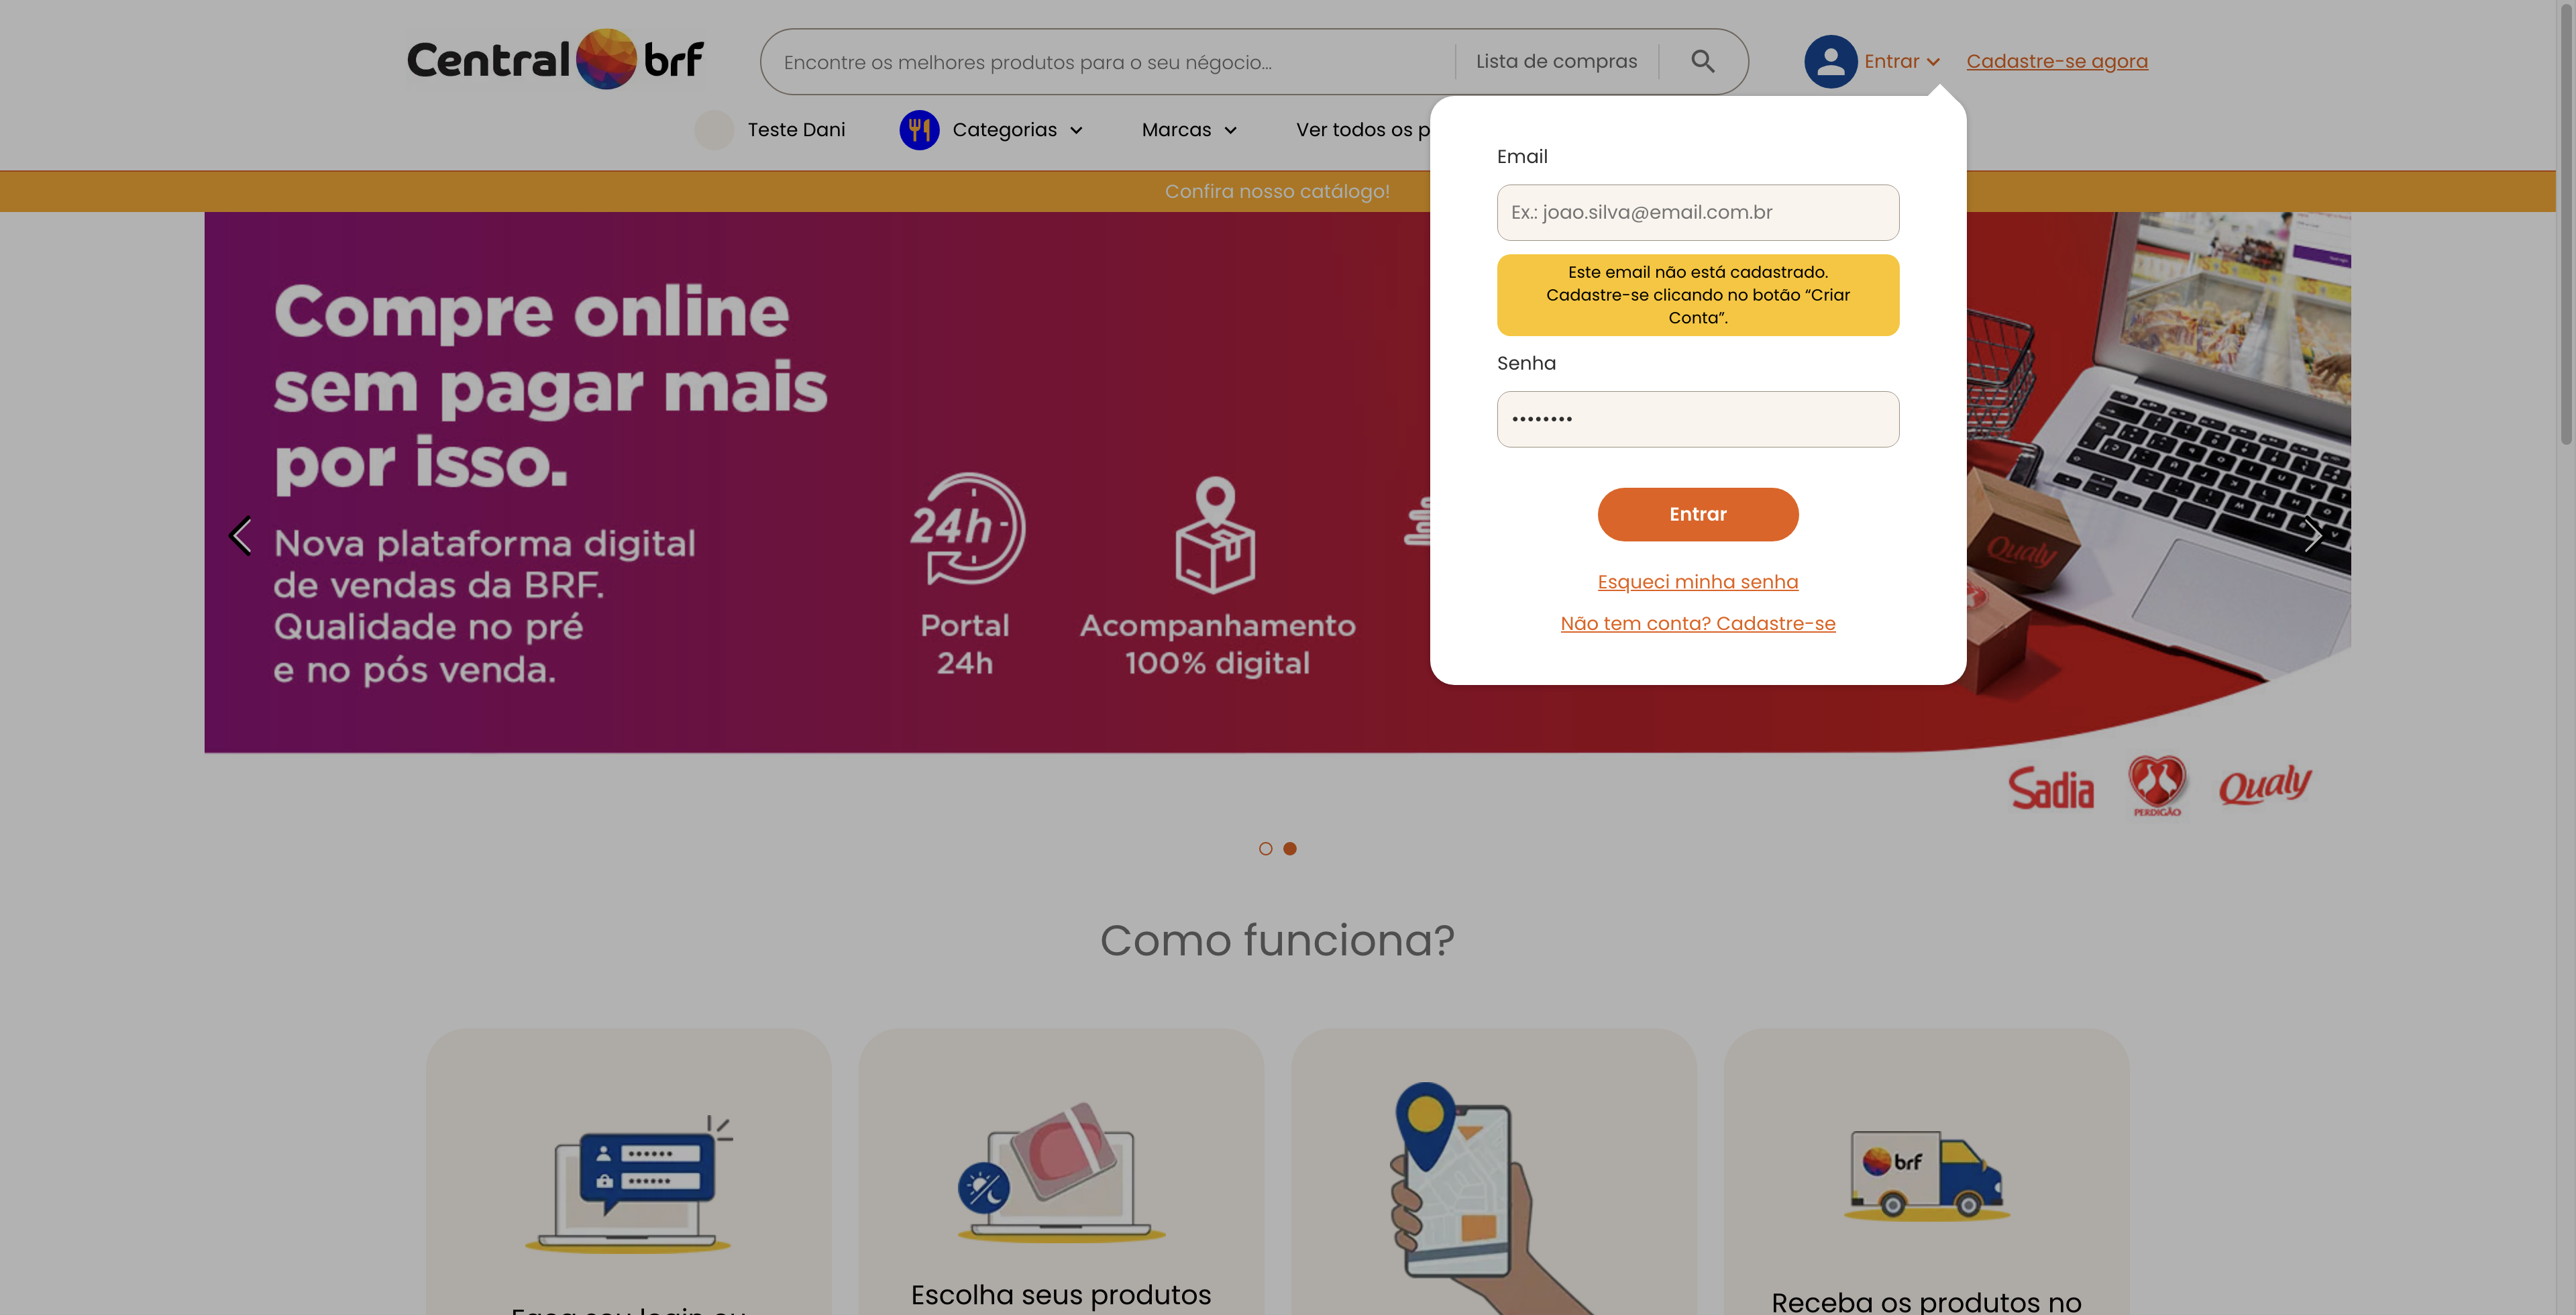 Central brf
Encontre os melhores produtos para o seu négocio...
Lista de compras
Entrar
Cadastre-se agora
Teste Dani
Categorias
Marcas
Ver todos os p
Confira nosso catálogo!
Email
Ex.: joao.silva@email.com.br
Este email não está cadastrado.
Cadastre-se clicando no botão “Criar
Conta”.
Senha
••••••••
Entrar
Esqueci minha senha
Não tem conta? Cadastre-se
Compre online
sem pagar mais
por isso.
Nova plataforma digital
de vendas da BRF.
Qualidade no pré
e no pós venda.
24h
Portal
24h
Acompanhamento
100% digital
Qualy
Sadia
PERDIGÃO
Qualy
Como funciona?
Escolha seus produtos
brf
Receba os produtos no